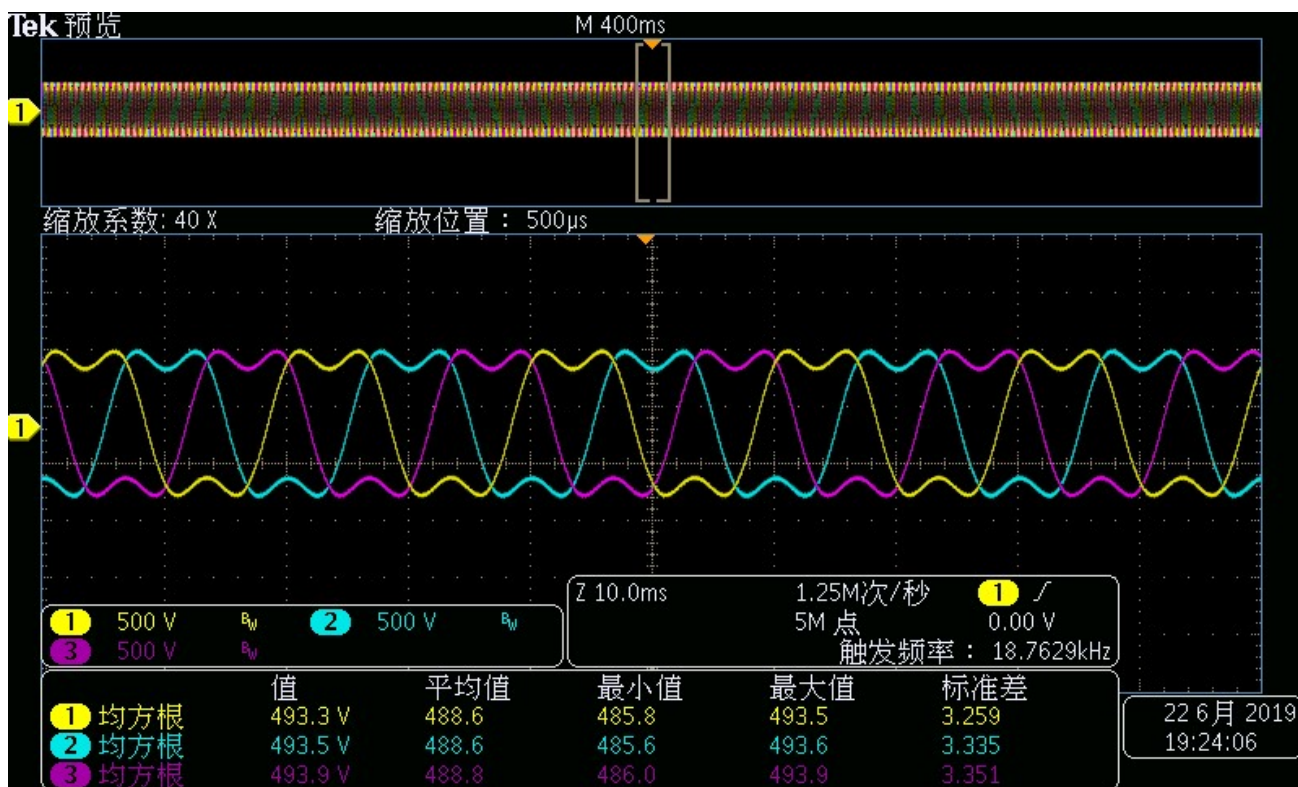 Tek 预览 M 400ms
1
缩放系数: 40 X 缩放位置 : 500µs
1
Z 10.0ms 1.25M次/秒 1 /
5M 点 0.00 V
触发频率 : 18.7629kHz
1 500 V BW 2 500 V BW
3 500 V BW
值 平均值 最小值 最大值 标准差
1 均方根 493.3 V 488.6 485.8 493.5 3.259
2 均方根 493.5 V 488.6 485.6 493.6 3.335
3 均方根 493.9 V 488.8 486.0 493.9 3.351
22 6月 2019
19:24:06